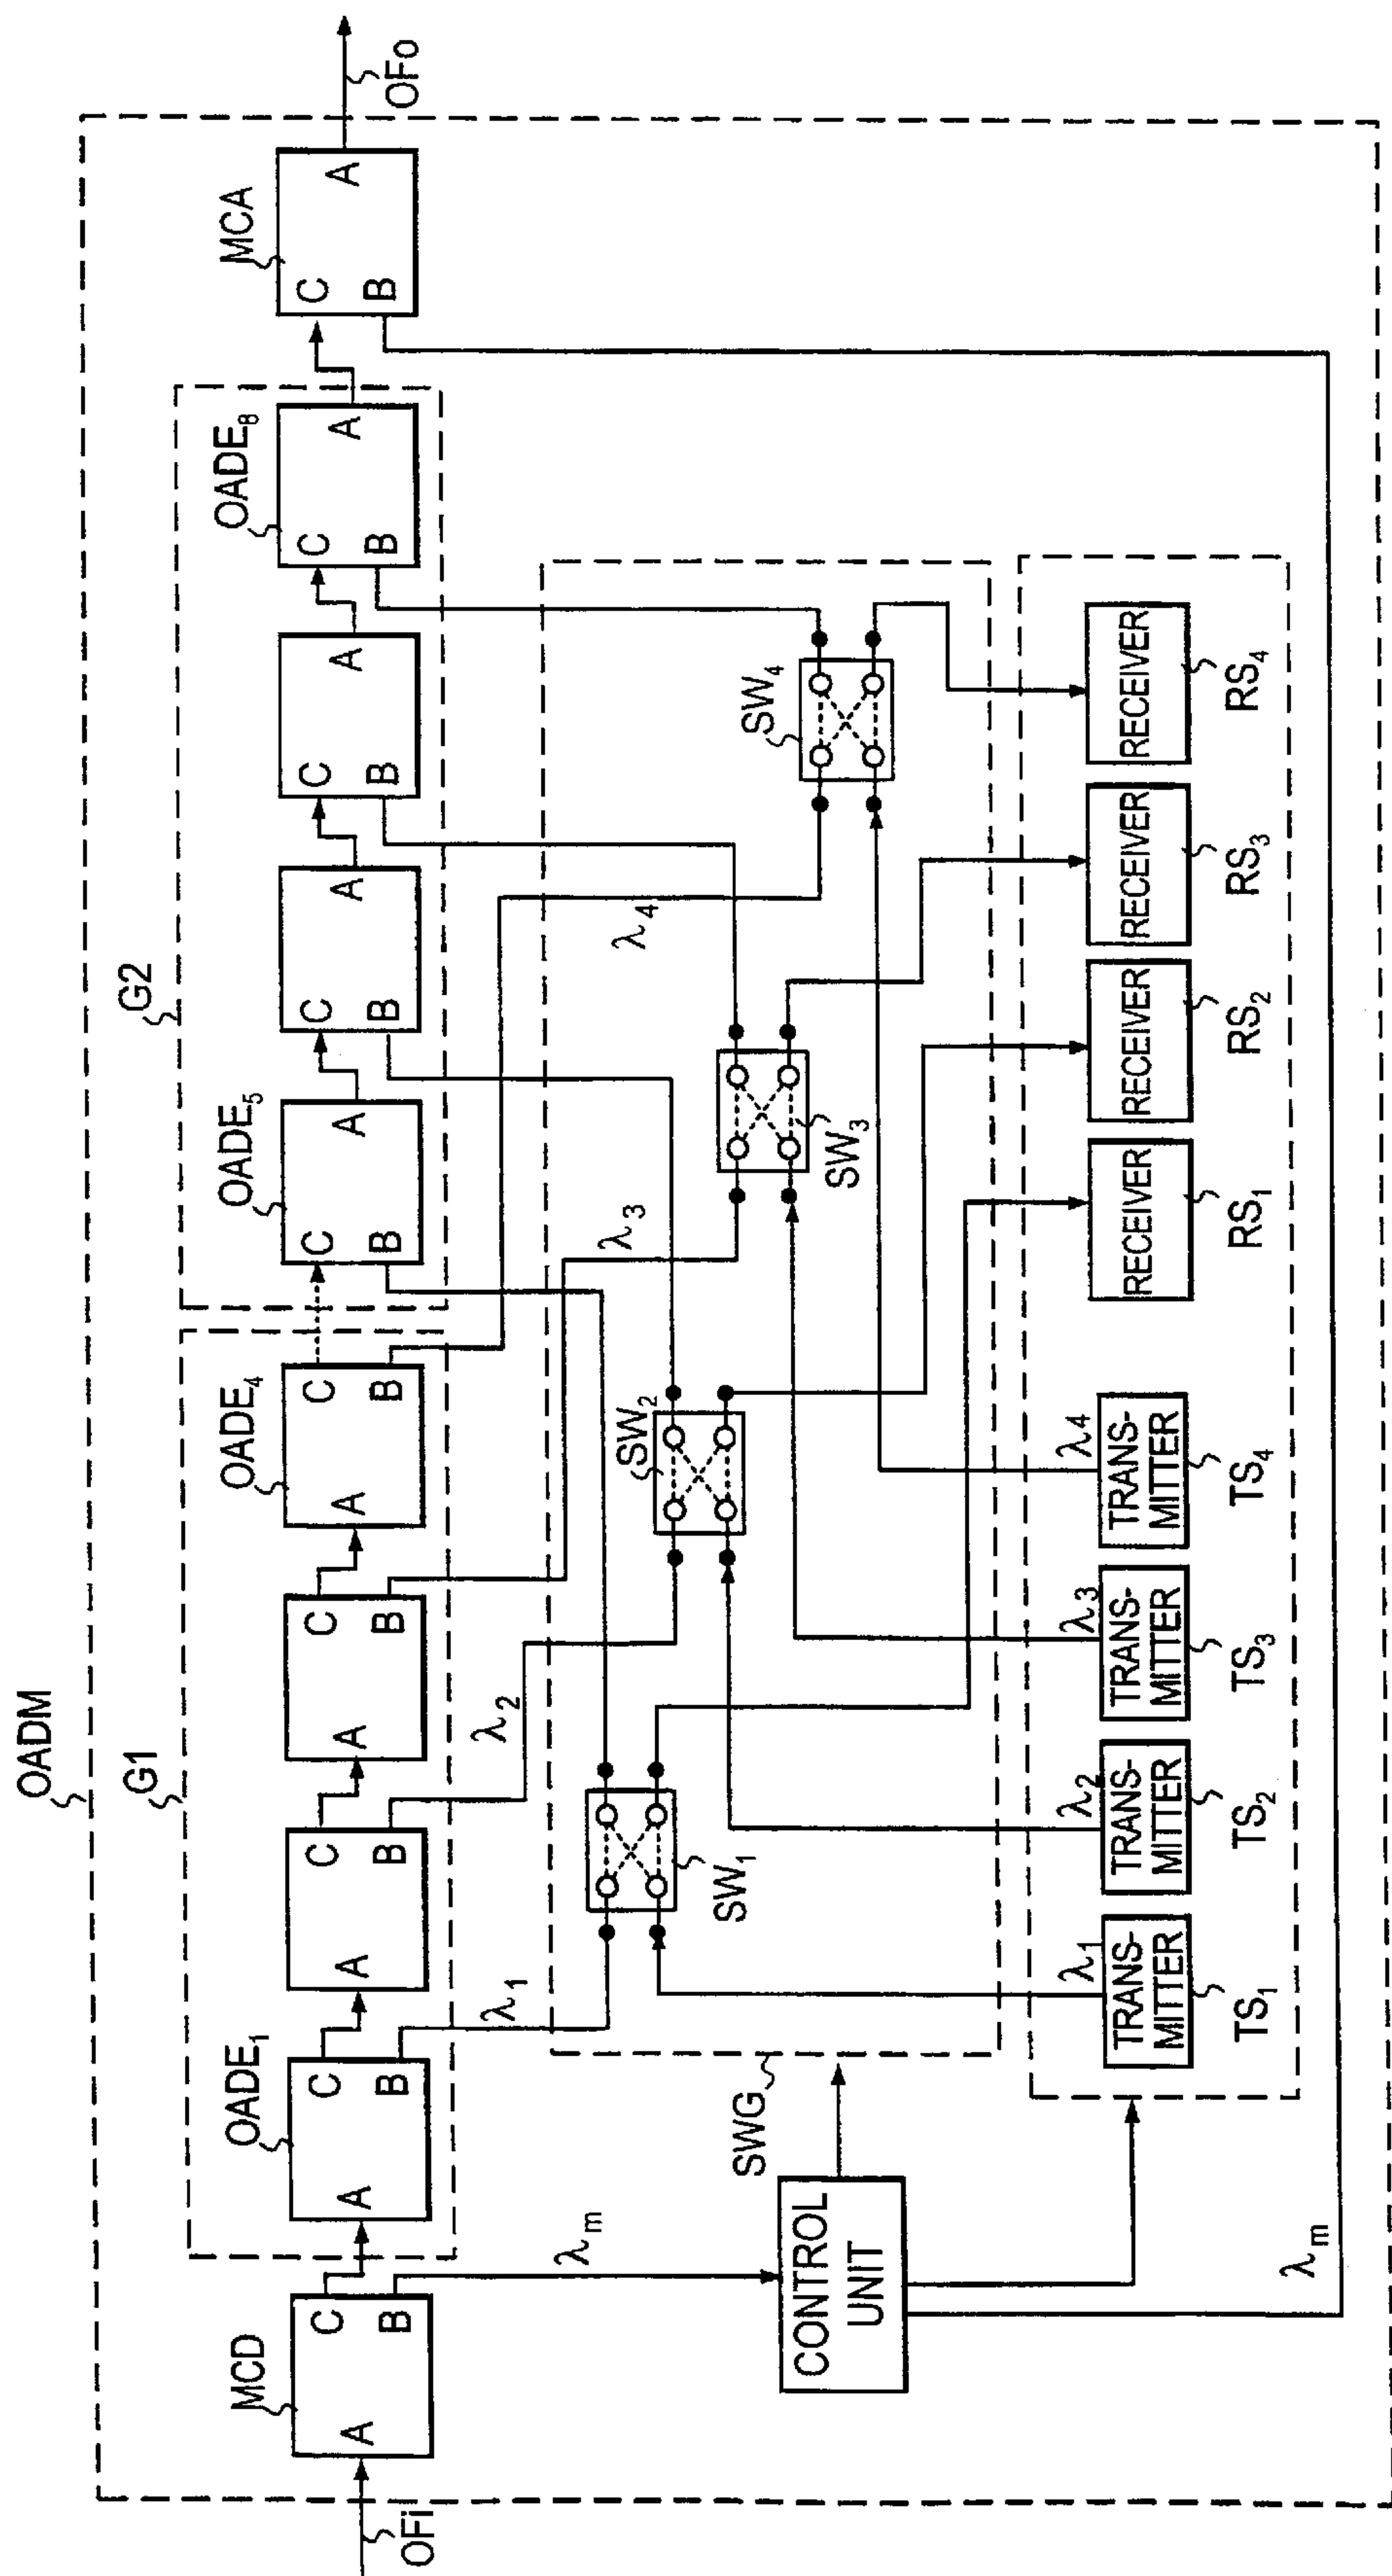 OADM
G1
G2
OFi
MCD
A
C
B
OADE1
A
C
B
A
C
B
A
C
B
OADE4
A
C
B
OADE5
C
B
A
C
B
A
C
B
A
OADE8
C
B
A
MCA
C
B
A
OFo
λm
λ1
λ2
λ3
λ4
SWG
SW1
SW2
SW3
SW4
CONTROL
UNIT
λ1
TRANS-
MITTER
TS1
λ2
TRANS-
MITTER
TS2
λ3
TRANS-
MITTER
TS3
λ4
TRANS-
MITTER
TS4
RECEIVER
RS1
RECEIVER
RS2
RECEIVER
RS3
RECEIVER
RS4
λm